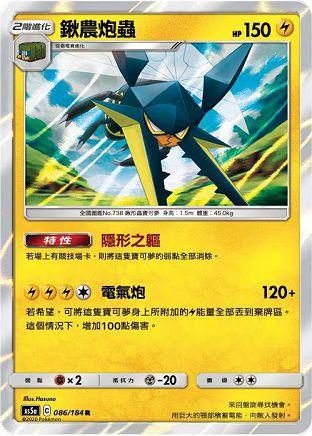 2階進化
鍬農炮蟲
HP 150
從蟲電寶進化
全國圖鑑No.738 鍬形蟲寶可夢 身高：1.5m 體重：45.0kg
特性 隱形之軀
若場上有競技場卡，則將這隻寶可夢的弱點全部消除。
電氣炮 120+
若希望，可將這隻寶可夢身上所附加的能量全部丟到棄牌區。
這個情況下，增加100點傷害。
弱點 ×2 抵抗力 -20 撤退
Illus.Hasuno
AS5a C 086/184 R
©2020 Pokémon
來回盤旋尋找機會，
用巨大的顎部積蓄電能，向敵人發射。